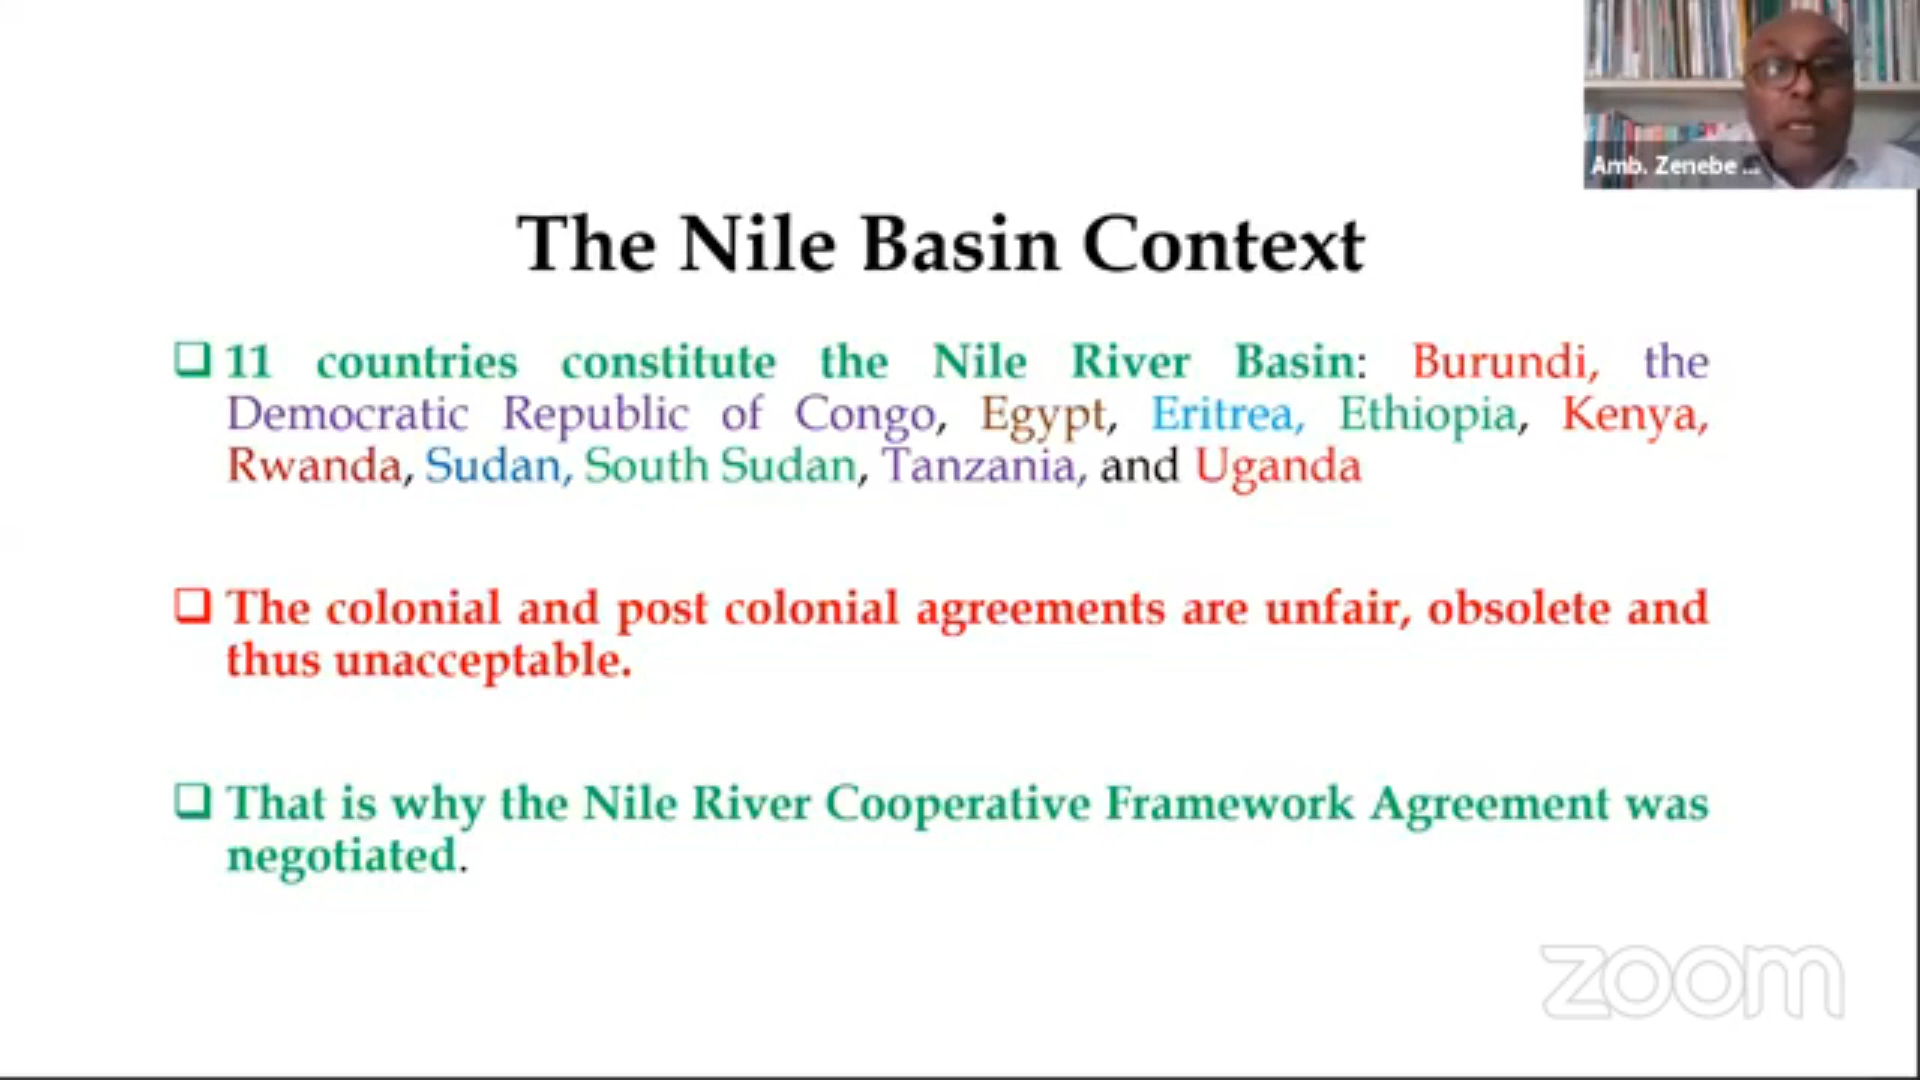 Amb. Zenebe ...
The Nile Basin Context
❑ 11 countries constitute the Nile River Basin: Burundi, the
Democratic Republic of Congo, Egypt, Eritrea, Ethiopia, Kenya,
Rwanda, Sudan, South Sudan, Tanzania, and Uganda
❑ The colonial and post colonial agreements are unfair, obsolete and
thus unacceptable.
❑ That is why the Nile River Cooperative Framework Agreement was
negotiated.
zoom